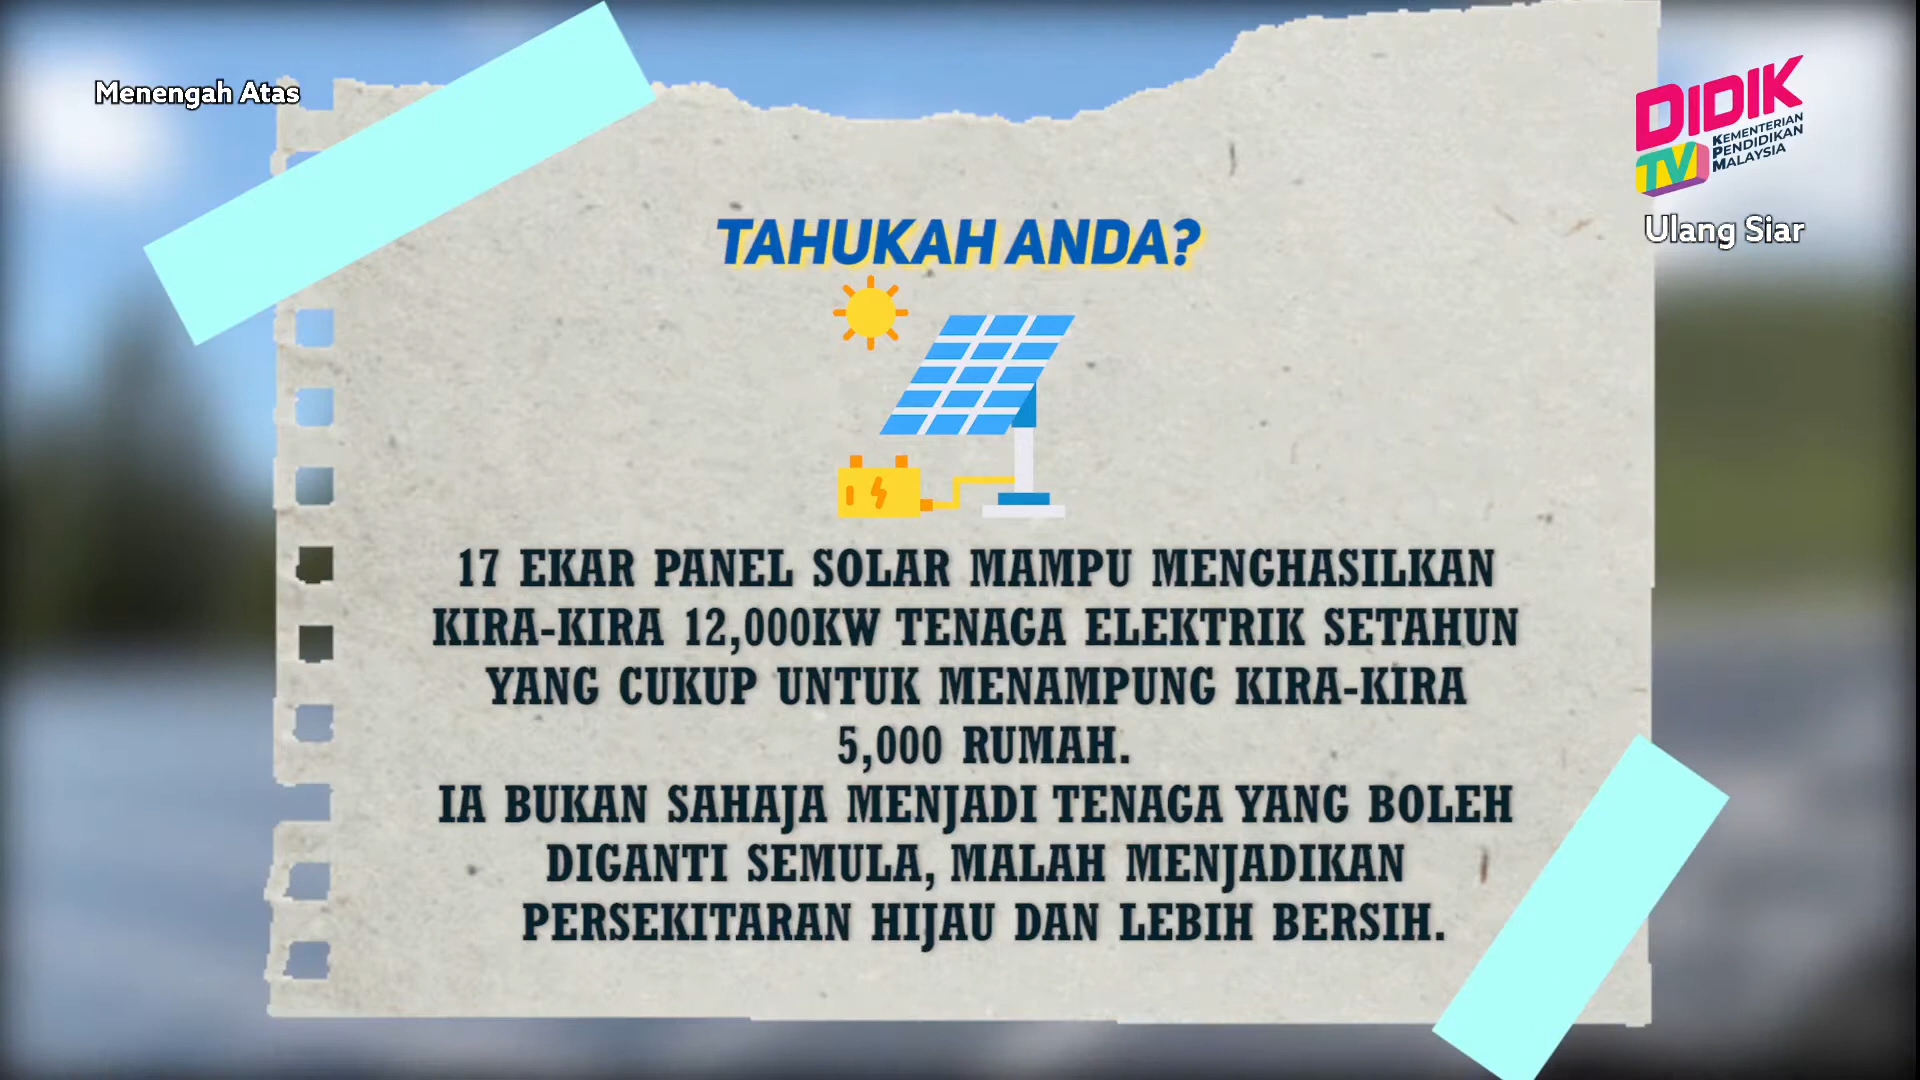 Menengah Atas
DIDIK
TV
KEMENTERIAN
PENDIDIKAN
MALAYSIA
Ulang Siar
TAHUKAH ANDA?
17 EKAR PANEL SOLAR MAMPU MENGHASILKAN
KIRA-KIRA 12,000KW TENAGA ELEKTRIK SETAHUN
YANG CUKUP UNTUK MENAMPUNG KIRA-KIRA
5,000 RUMAH.
IA BUKAN SAHAJA MENJADI TENAGA YANG BOLEH
DIGANTI SEMULA, MALAH MENJADIKAN
PERSEKITARAN HIJAU DAN LEBIH BERSIH.